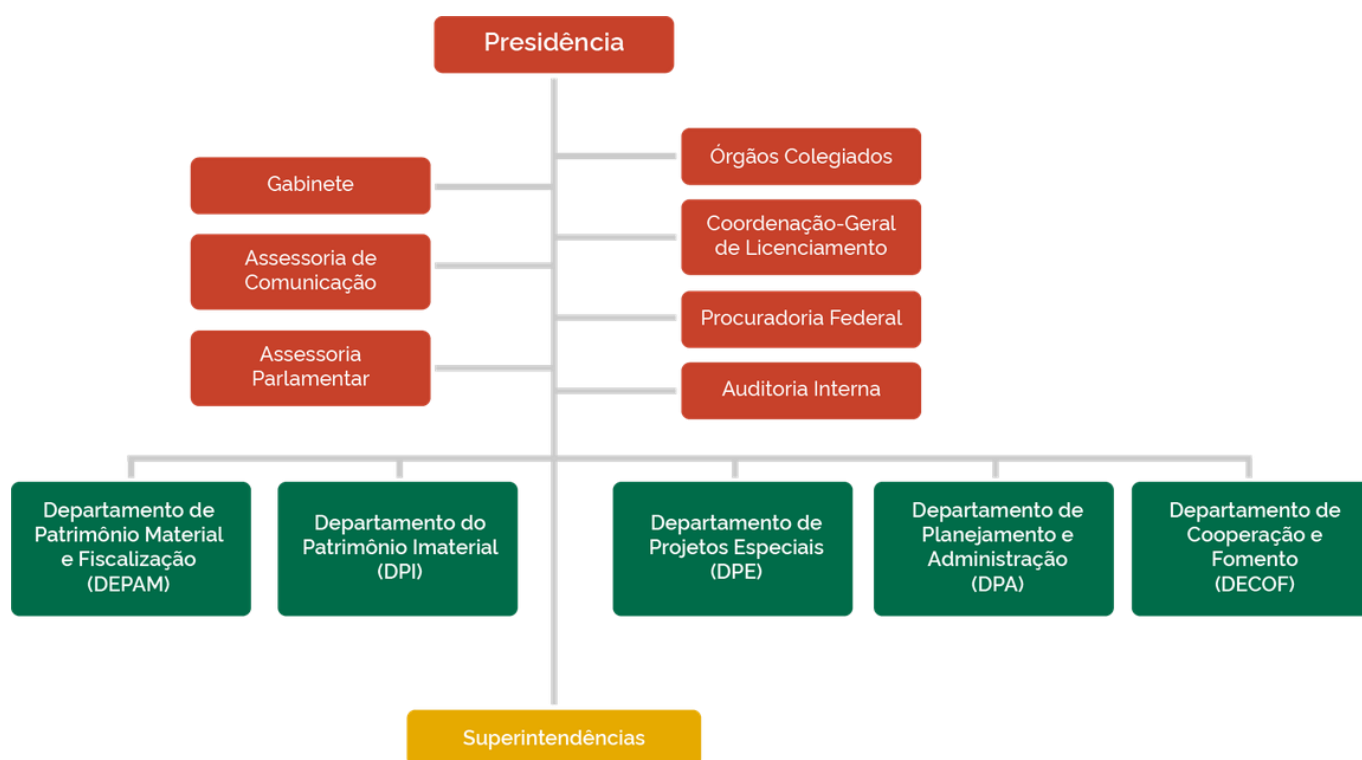 Presidência
Órgãos Colegiados
Gabinete
Coordenação-Geral
de Licenciamento
Assessoria de
Comunicação
Procuradoria Federal
Assessoria
Parlamentar
Auditoria Interna
Departamento de
Patrimônio Material
e Fiscalização
(DEPAM)
Departamento do
Patrimônio Imaterial
(DPI)
Departamento de
Projetos Especiais
(DPE)
Departamento de
Planejamento e
Administração
(DPA)
Departamento de
Cooperação e
Fomento
(DECOF)
Superintendências